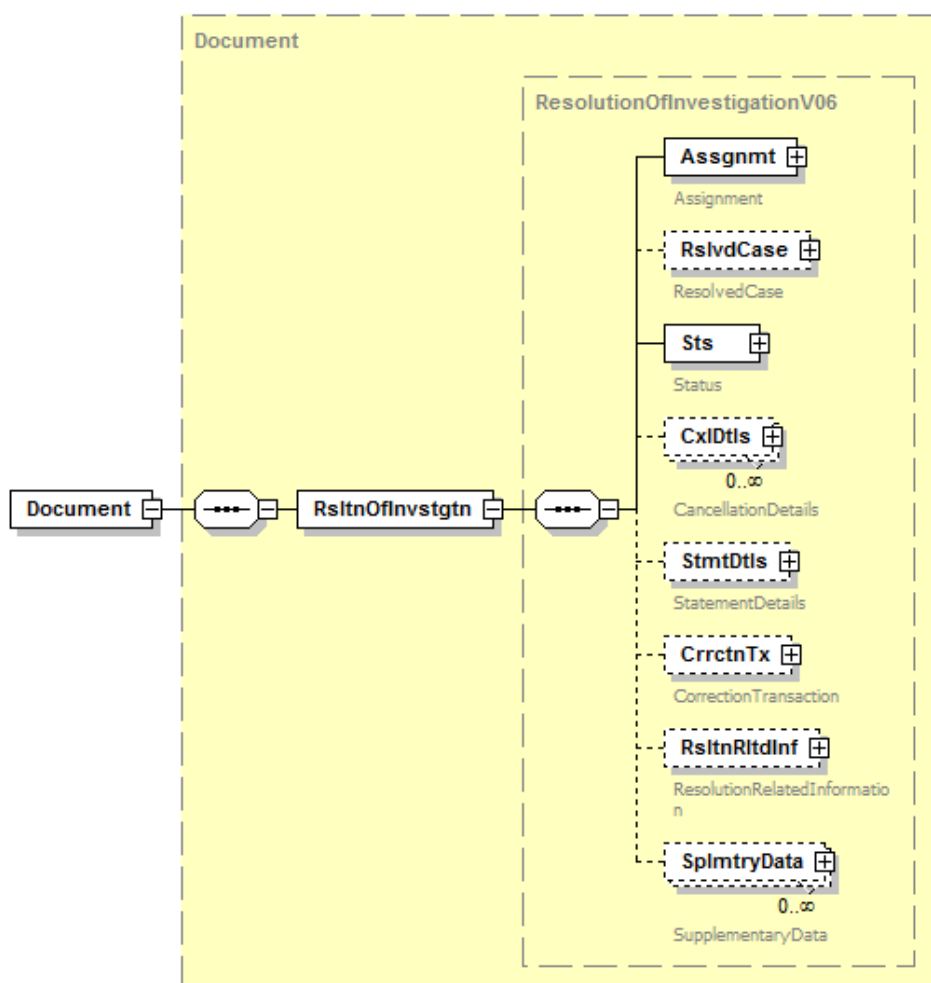 Document
ResolutionOfInvestigationV06
Assgnmt
Assignment
RslvdCase
ResolvedCase
Sts
Status
CxlDtls
0..∞
CancellationDetails
Document
RsltnOfInvstgtn
StmtDtls
StatementDetails
CrrctnTx
CorrectionTransaction
RsltnRltdInf
ResolutionRelatedInformatio
n
SplmtryData
0..∞
SupplementaryData